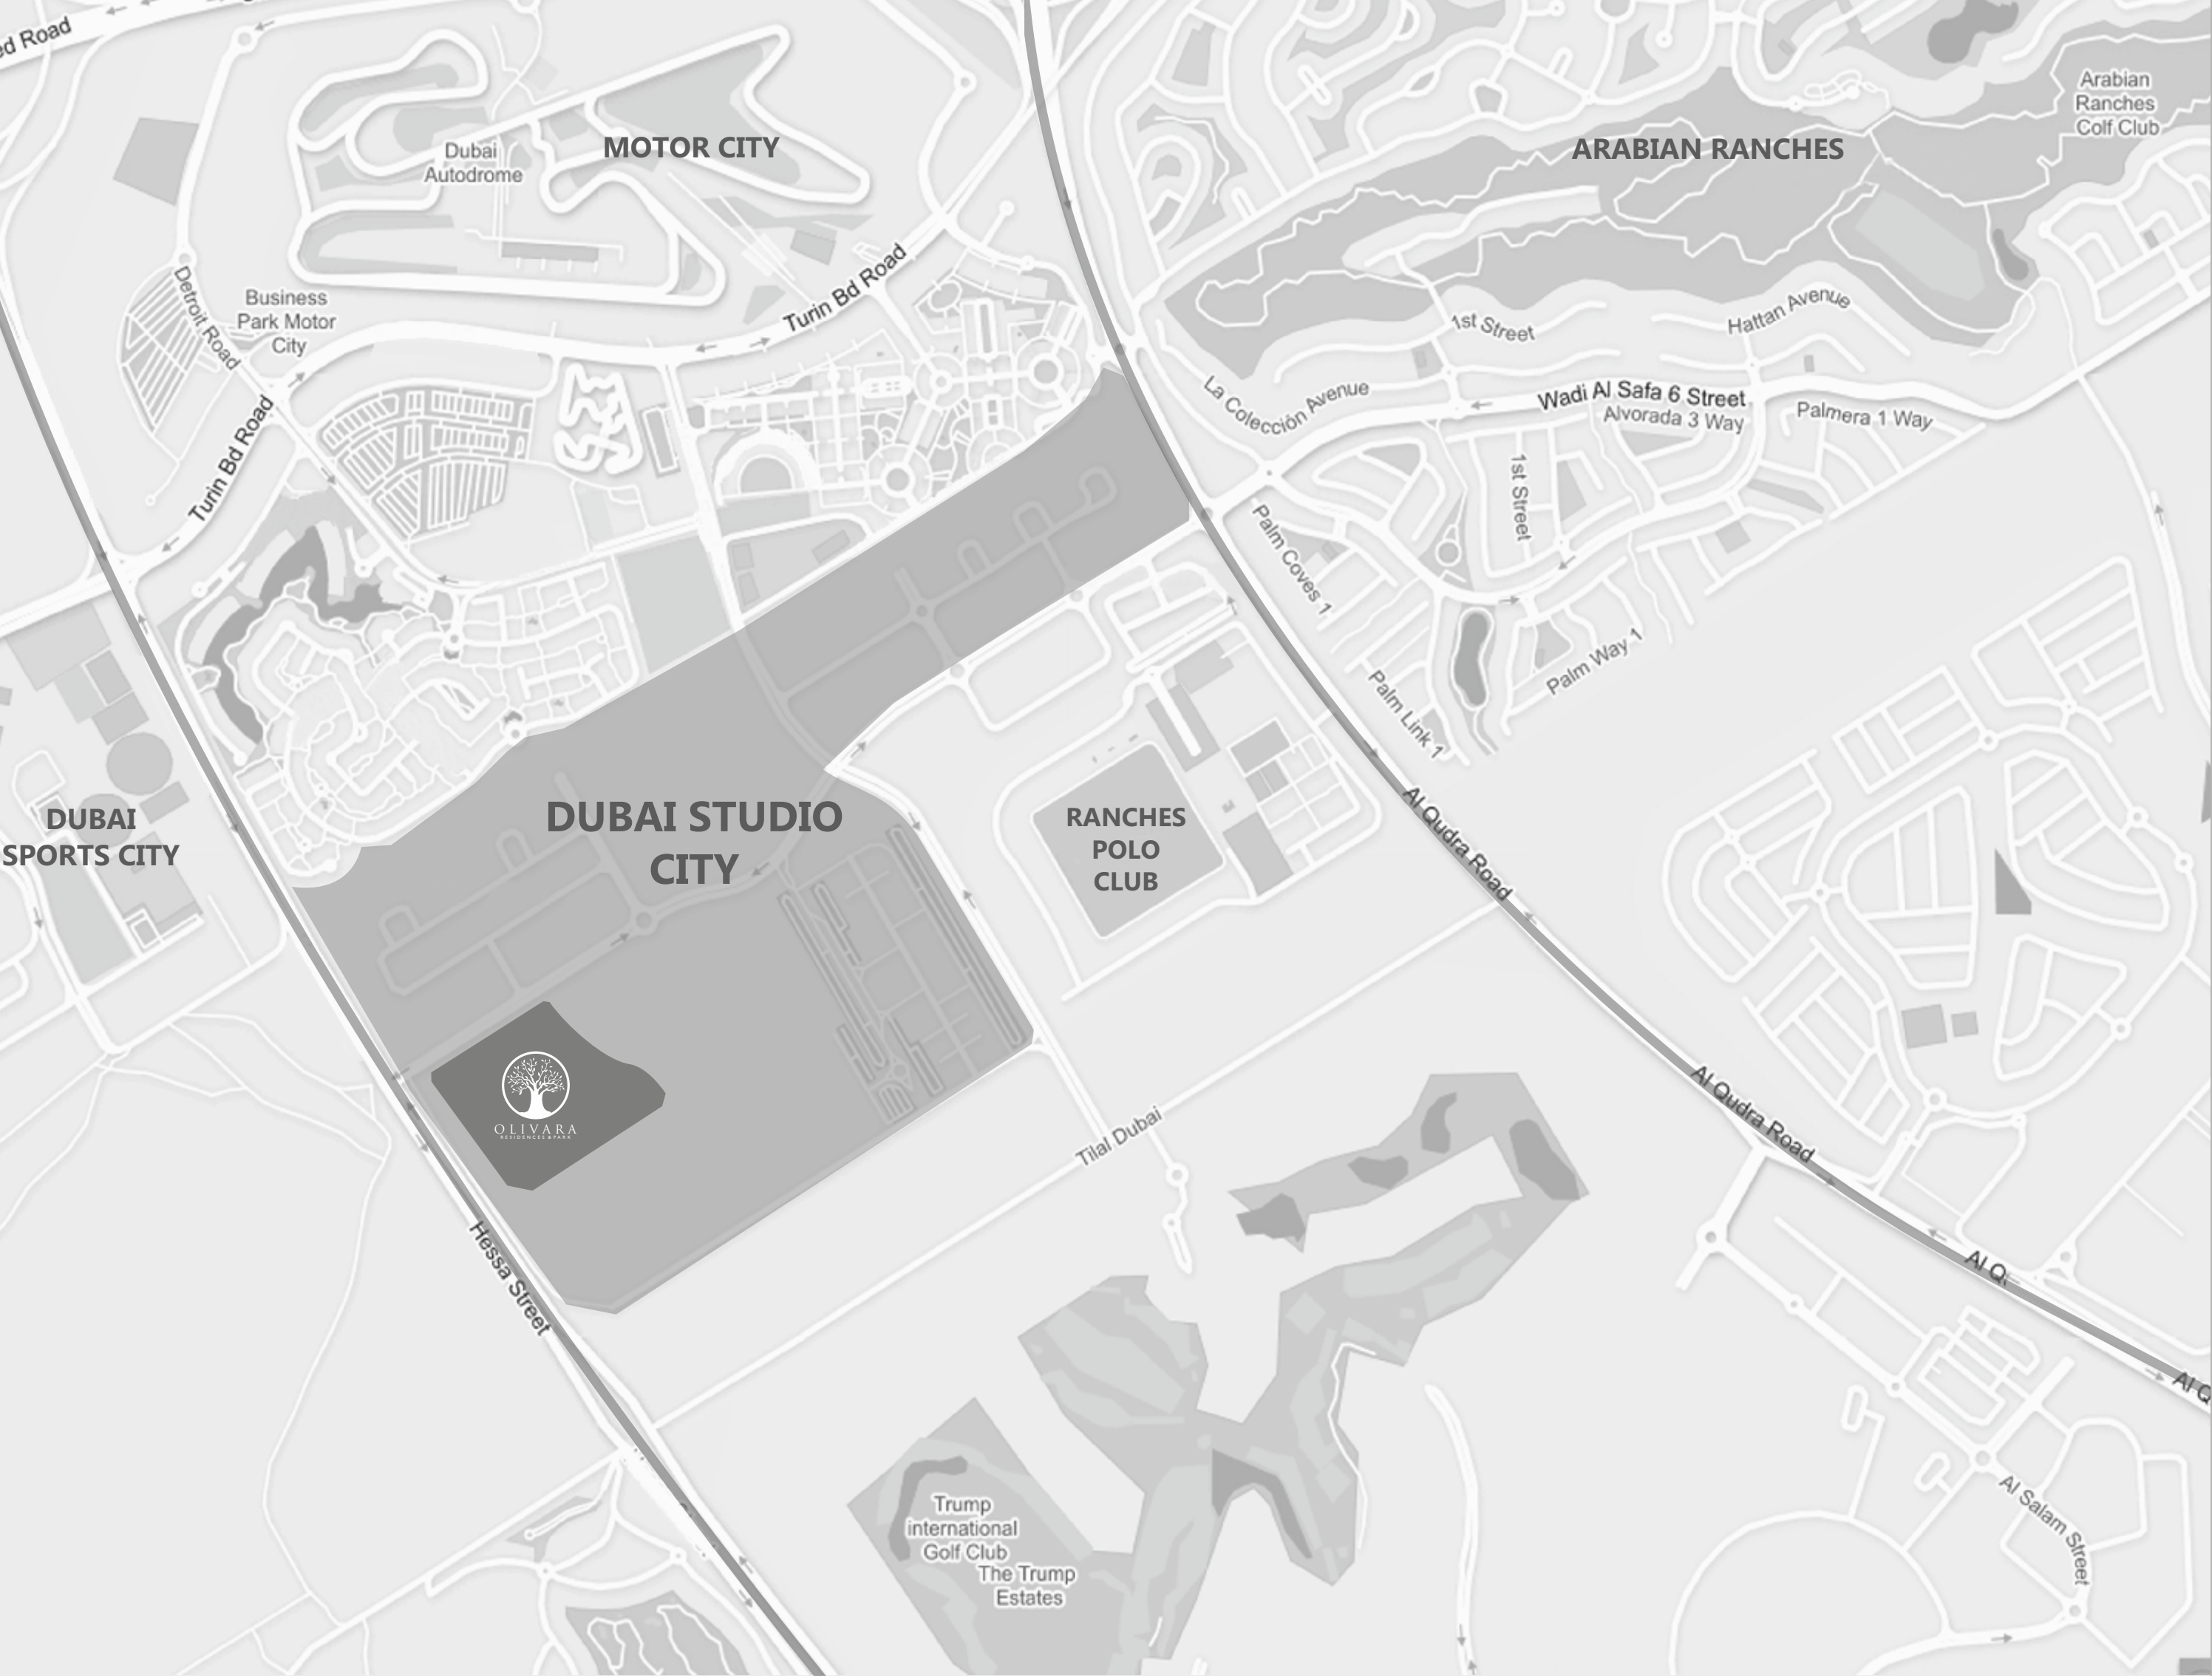 ed Road
MOTOR CITY
Dubai
Autodrome
ARABIAN RANCHES
Arabian
Ranches
Golf Club
Detroit Road
Business
Park Motor
City
Turin Bd Road
Turin Bd Road
1st Street
Hattan Avenue
La Colección Avenue
Wadi Al Safa 6 Street
Alvorada 3 Way
Palmera 1 Way
1st Street
Palm Coves 1
Palm Way 1
Palm Link 1
DUBAI
SPORTS CITY
DUBAI STUDIO
CITY
RANCHES
POLO
CLUB
Al Qudra Road
Al Qudra Road
Al Q
Al Q
OLIVARA
RESIDENCES & PARK
Tilal Dubai
Hessa Street
Trump
international
Golf Club
The Trump
Estates
Al Salam Street